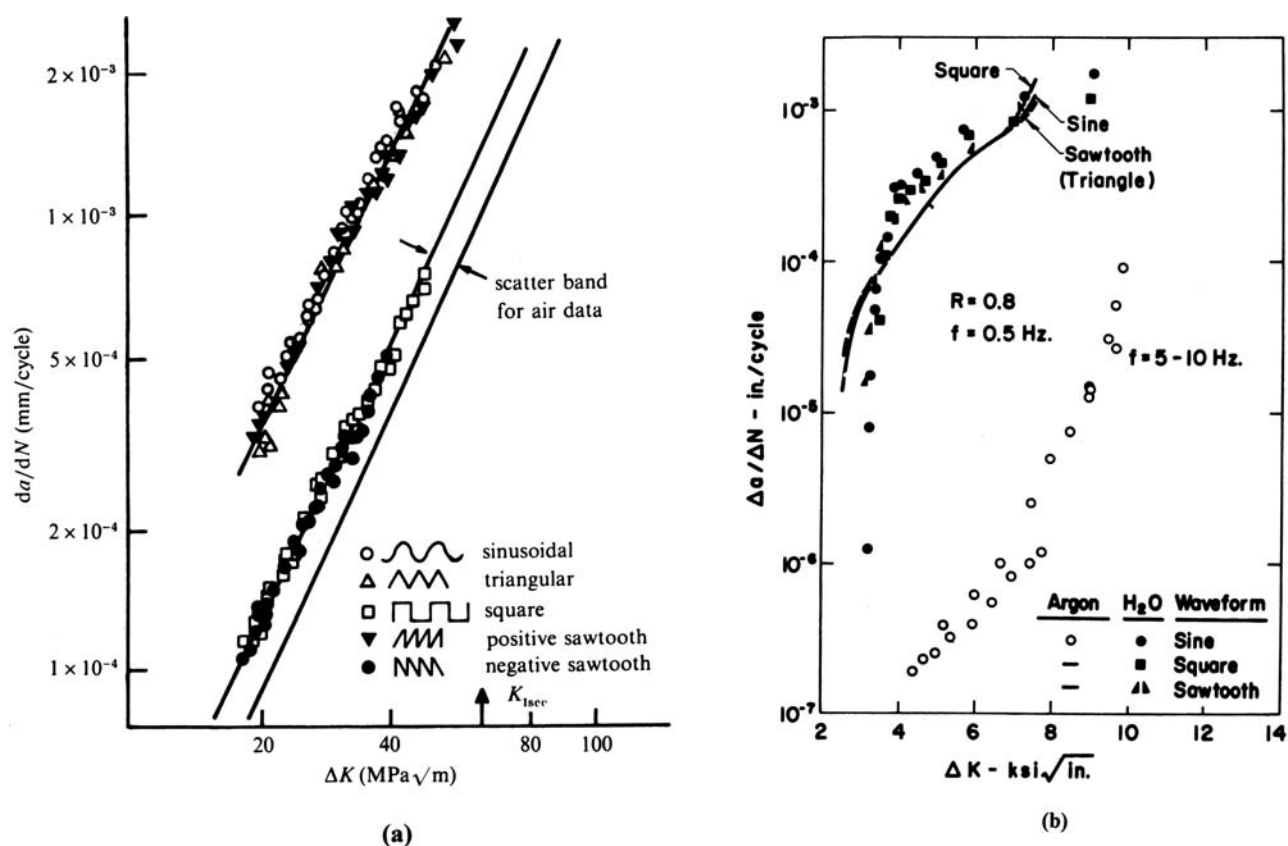 2 × 10⁻³
1 × 10⁻³
5 × 10⁻⁴
2 × 10⁻⁴
1 × 10⁻⁴
da/dN (mm/cycle)
scatter band
for air data
sinusoidal
triangular
square
positive sawtooth
negative sawtooth
K_Iscc
20
40
80
100
ΔK (MPa√m)
(a)
10⁻³
10⁻⁴
10⁻⁵
10⁻⁶
10⁻⁷
Δa/ΔN – in./cycle
Square
Sine
Sawtooth
(Triangle)
R = 0.8
f = 0.5 Hz.
f = 5 – 10 Hz.
Argon H₂O Waveform
Sine
Square
Sawtooth
2 4 6 8 10 12 14
ΔK – ksi√in.
(b)